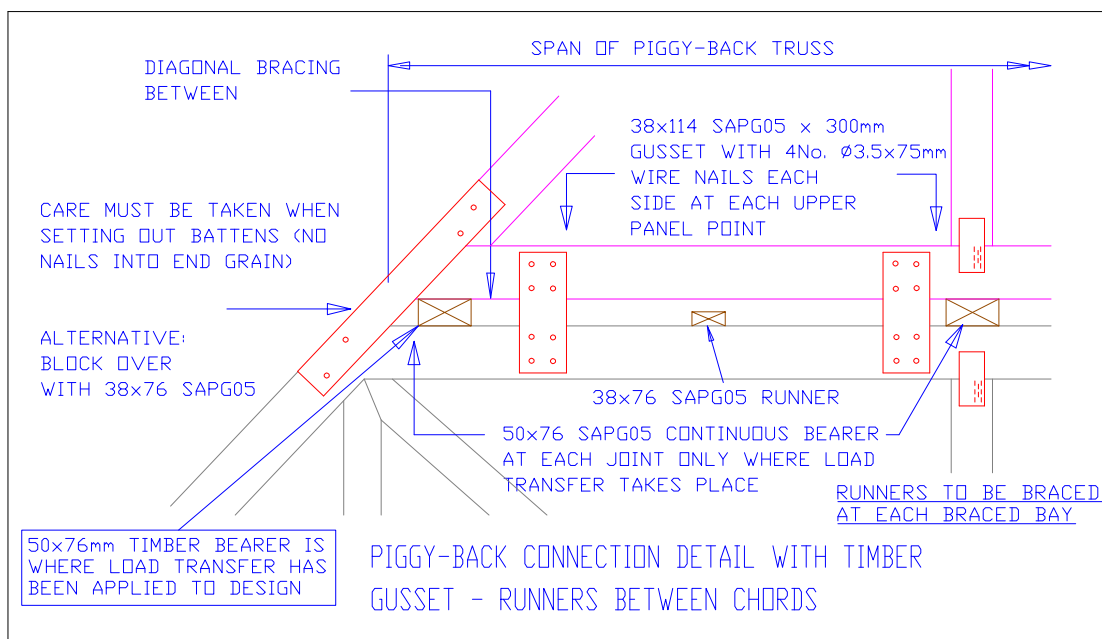 SPAN OF PIGGY-BACK TRUSS
DIAGONAL BRACING
BETWEEN
38x114 SAPG05 x 300mm
GUSSET WITH 4No. Ø3.5x75mm
WIRE NAILS EACH
SIDE AT EACH UPPER
PANEL POINT
CARE MUST BE TAKEN WHEN
SETTING OUT BATTENS (NO
NAILS INTO END GRAIN)
ALTERNATIVE:
BLOCK OVER
WITH 38x76 SAPG05
38x76 SAPG05 RUNNER
50x76 SAPG05 CONTINUOUS BEARER
AT EACH JOINT ONLY WHERE LOAD
TRANSFER TAKES PLACE
RUNNERS TO BE BRACED
AT EACH BRACED BAY
50x76mm TIMBER BEARER IS
WHERE LOAD TRANSFER HAS
BEEN APPLIED TO DESIGN
PIGGY-BACK CONNECTION DETAIL WITH TIMBER
GUSSET - RUNNERS BETWEEN CHORDS